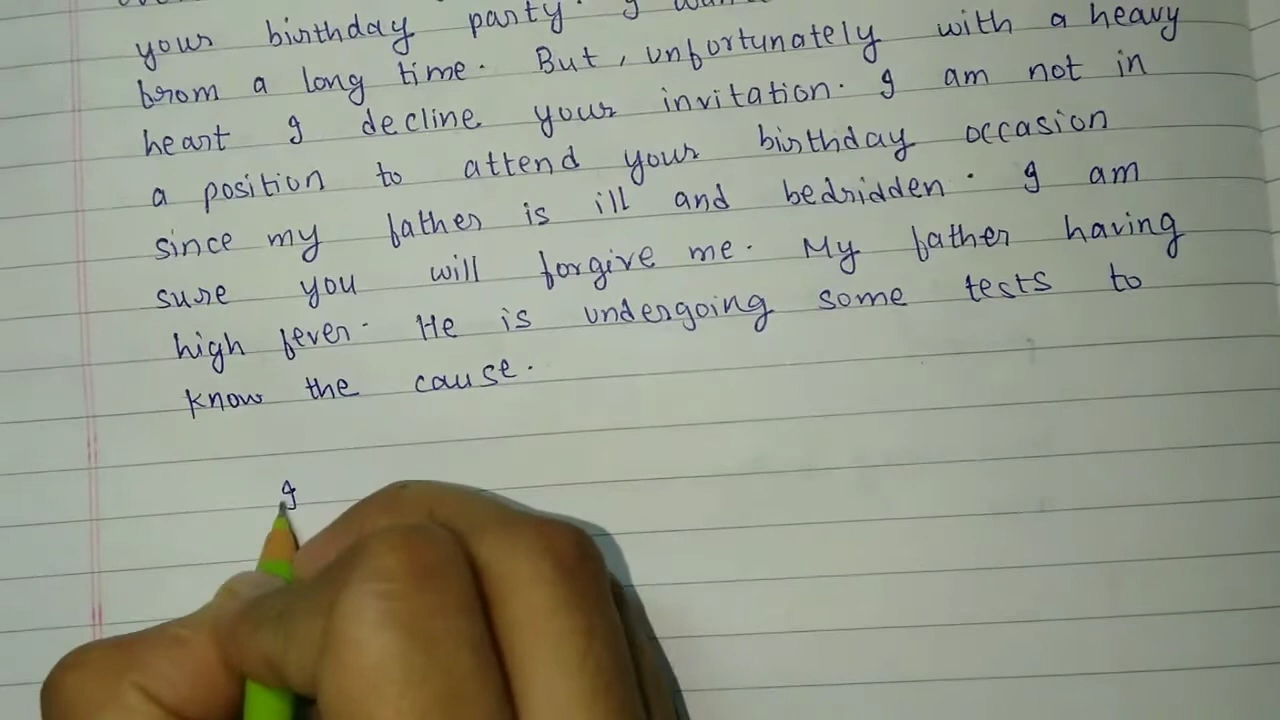 your birthday party. I
from a long time. But, unfortunately with a heavy
heart I decline your invitation. I am not in
a position to attend your birthday occasion
since my father is ill and bedridden. I am
sure you will forgive me. My father having
high fever. He is undergoing some tests to
know the cause.
I